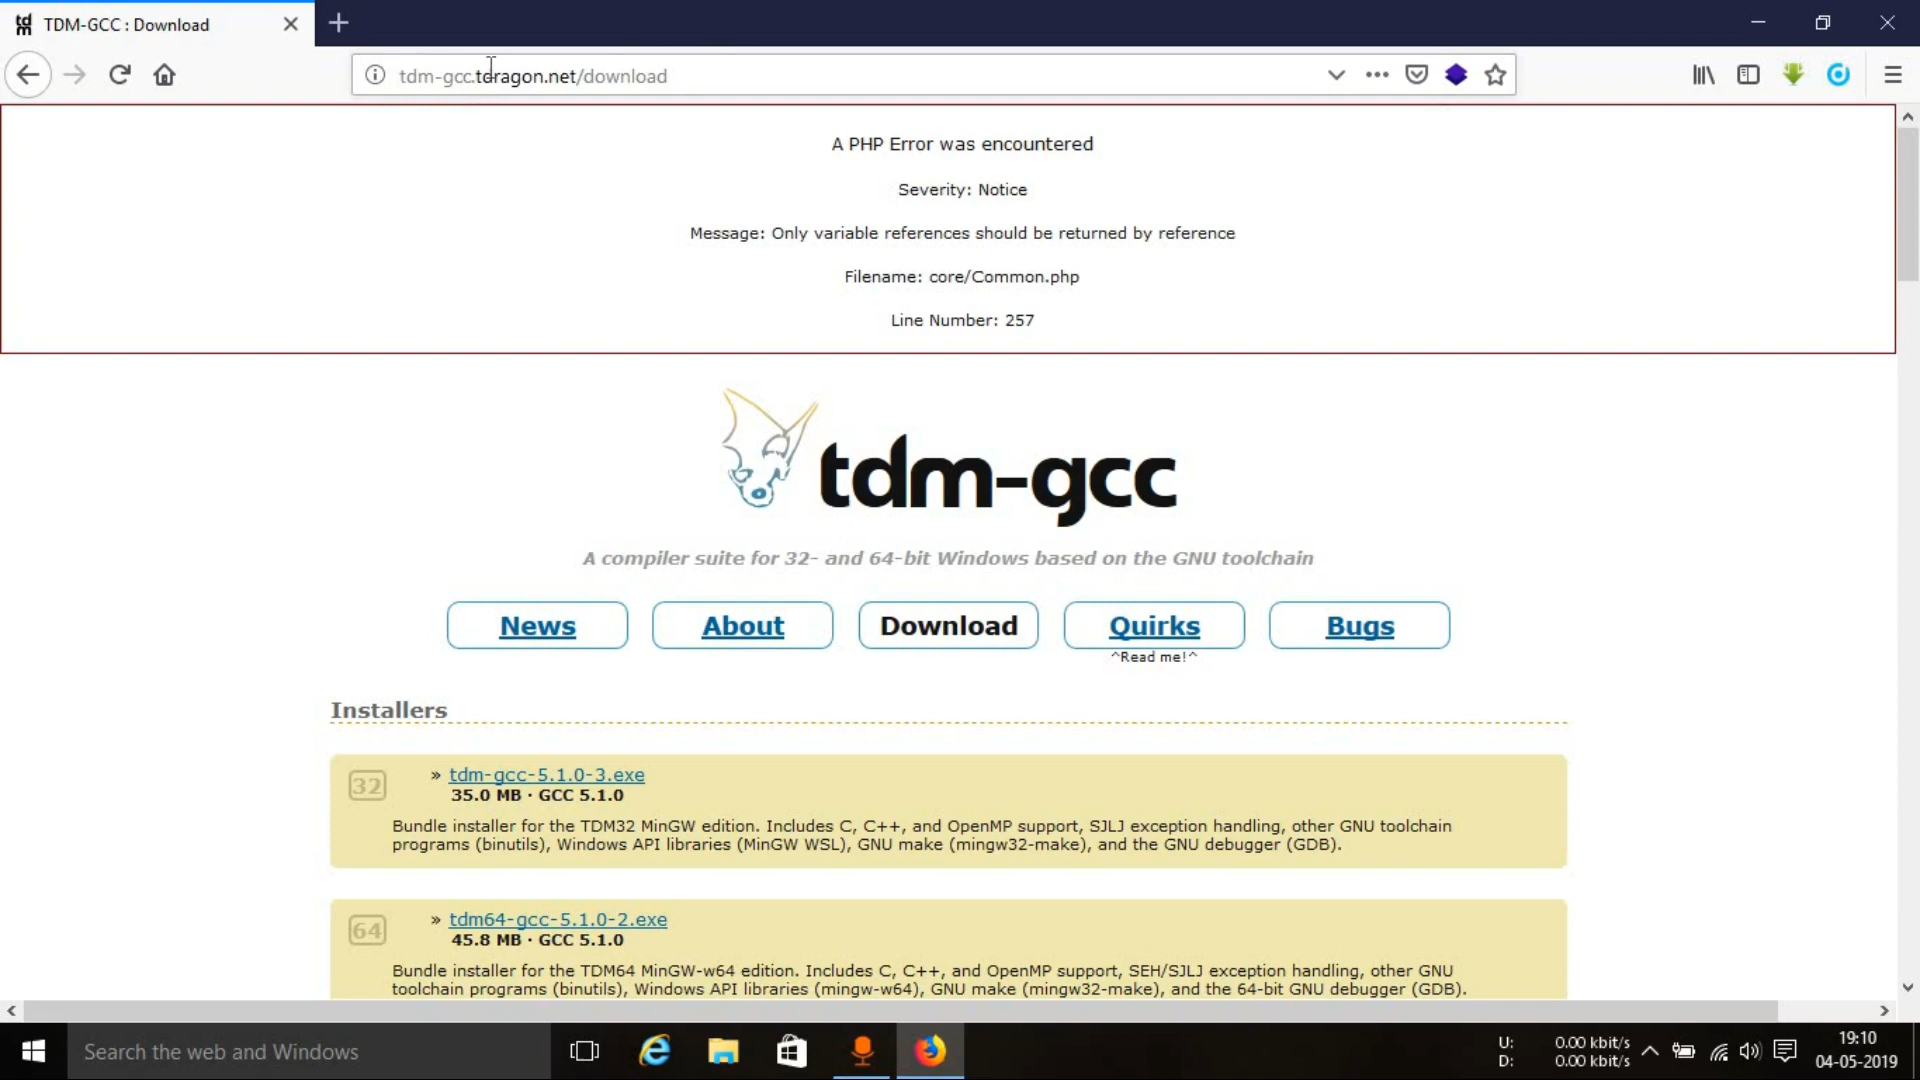 TDM-GCC : Download
tdm-gcc.tdragon.net/download
A PHP Error was encountered
Severity: Notice
Message: Only variable references should be returned by reference
Filename: core/Common.php
Line Number: 257
tdm-gcc
A compiler suite for 32- and 64-bit Windows based on the GNU toolchain
News About Download Quirks Bugs
^Read me!^
Installers
32 » tdm-gcc-5.1.0-3.exe
35.0 MB · GCC 5.1.0
Bundle installer for the TDM32 MinGW edition. Includes C, C++, and OpenMP support, SJLJ exception handling, other GNU toolchain
programs (binutils), Windows API libraries (MinGW WSL), GNU make (mingw32-make), and the GNU debugger (GDB).
64 » tdm64-gcc-5.1.0-2.exe
45.8 MB · GCC 5.1.0
Bundle installer for the TDM64 MinGW-w64 edition. Includes C, C++, and OpenMP support, SEH/SJLJ exception handling, other GNU
toolchain programs (binutils), Windows API libraries (mingw-w64), GNU make (mingw32-make), and the 64-bit GNU debugger (GDB).
Search the web and Windows
U: 0.00 kbit/s
D: 0.00 kbit/s
19:10
04-05-2019